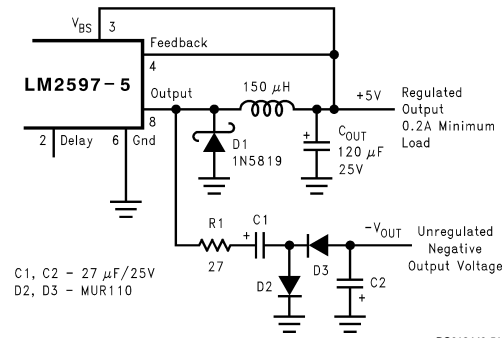 V_BS 3
Feedback
4
LM2597-5
Output
8
150 µH
+5V
Regulated
Output
0.2A Minimum
Load
2 Delay 6 Gnd
D1
1N5819
+
C_OUT
120 µF
25V
R1
27
C1
+
-V_OUT
Unregulated
Negative
Output Voltage
D3
D2
C2
+
C1, C2 - 27 µF/25V
D2, D3 - MUR110